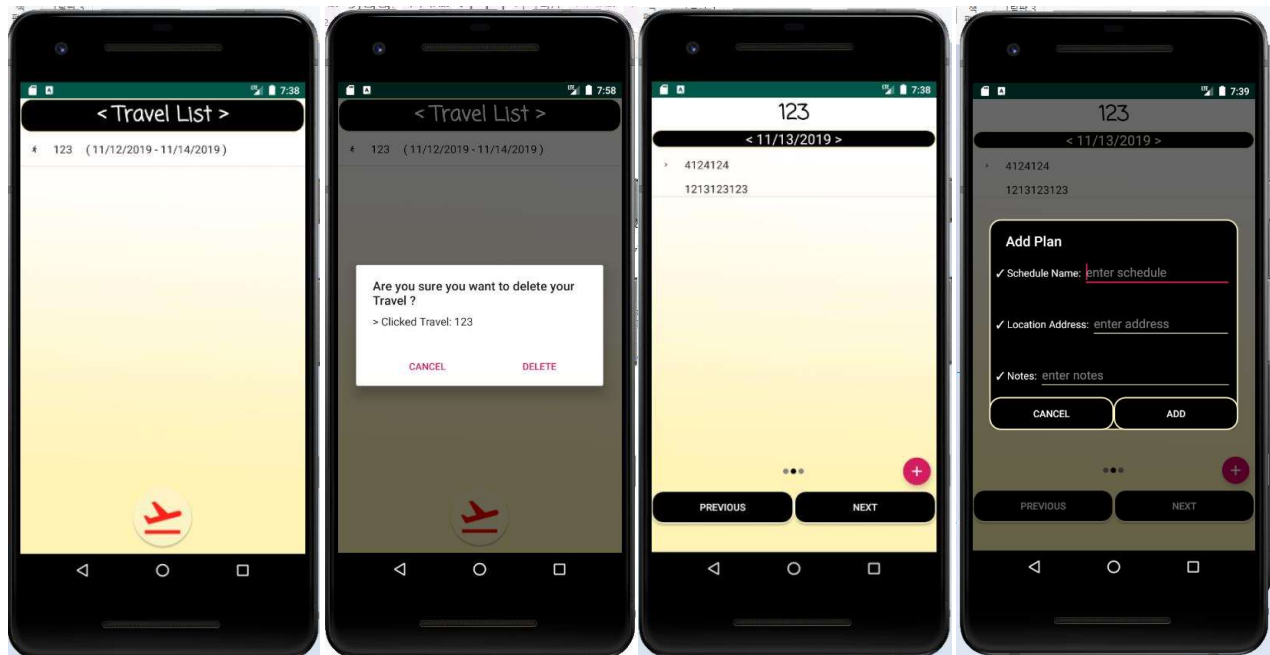 7:38
< Travel List >
123 (11/12/2019 - 11/14/2019)
7:58
< Travel List >
123 (11/12/2019 - 11/14/2019)
Are you sure you want to delete your
Travel ?
> Clicked Travel: 123
CANCEL DELETE
7:38
123
< 11/13/2019 >
> 4124124
1213123123
+
PREVIOUS NEXT
7:39
123
< 11/13/2019 >
> 4124124
1213123123
Add Plan
✓ Schedule Name: enter schedule
✓ Location Address: enter address
✓ Notes: enter notes
CANCEL ADD
+
PREVIOUS NEXT